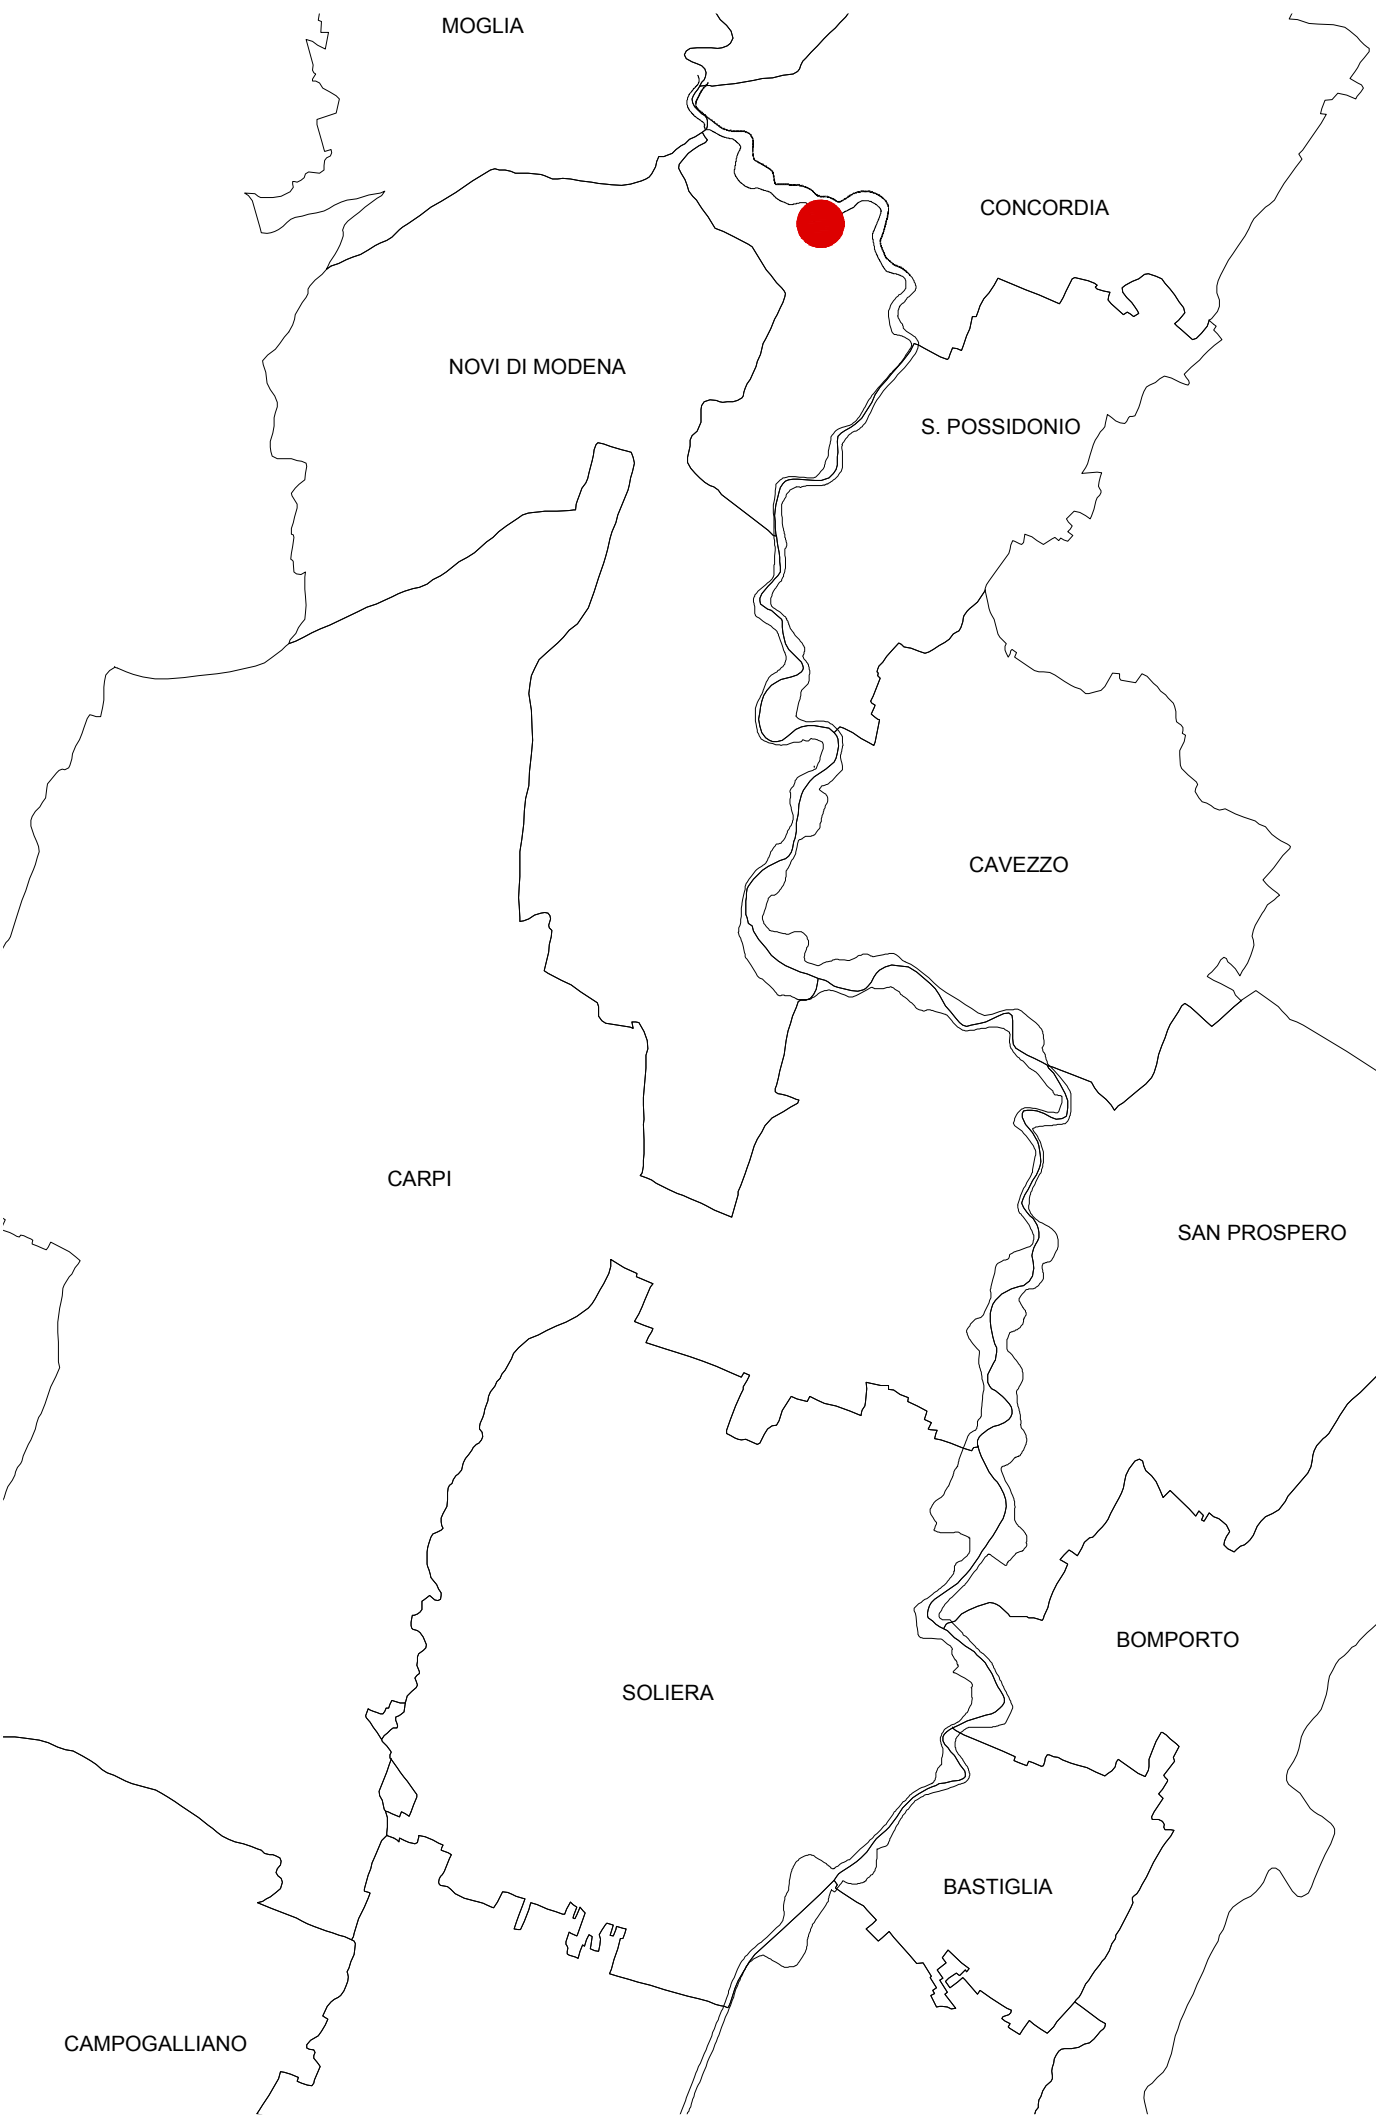 MOGLIA
CONCORDIA
NOVI DI MODENA
S. POSSIDONIO
CAVEZZO
CARPI
SAN PROSPERO
BOMPORTO
SOLIERA
BASTIGLIA
CAMPOGALLIANO